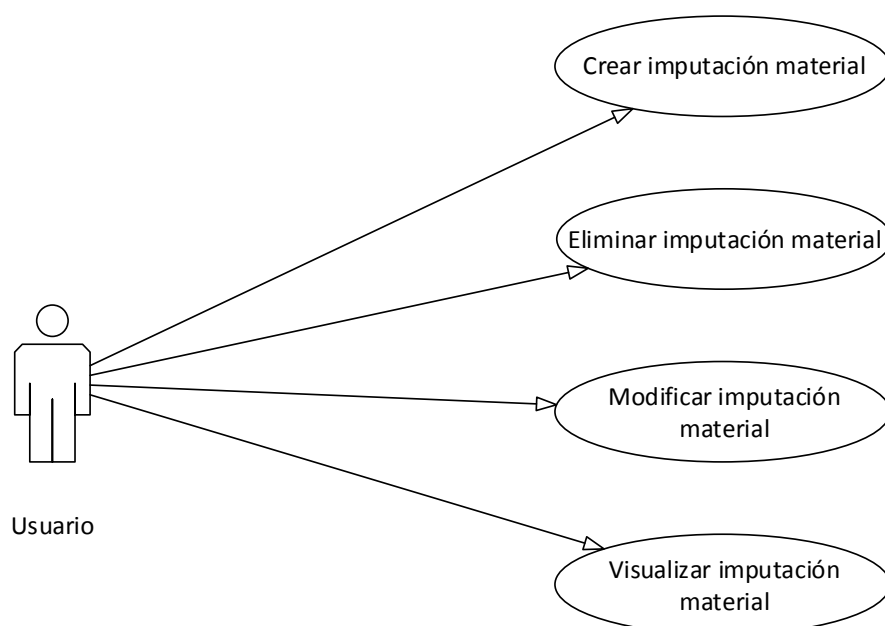 Crear imputación material
Eliminar imputación material
Modificar imputación
material
Usuario
Visualizar imputación
material